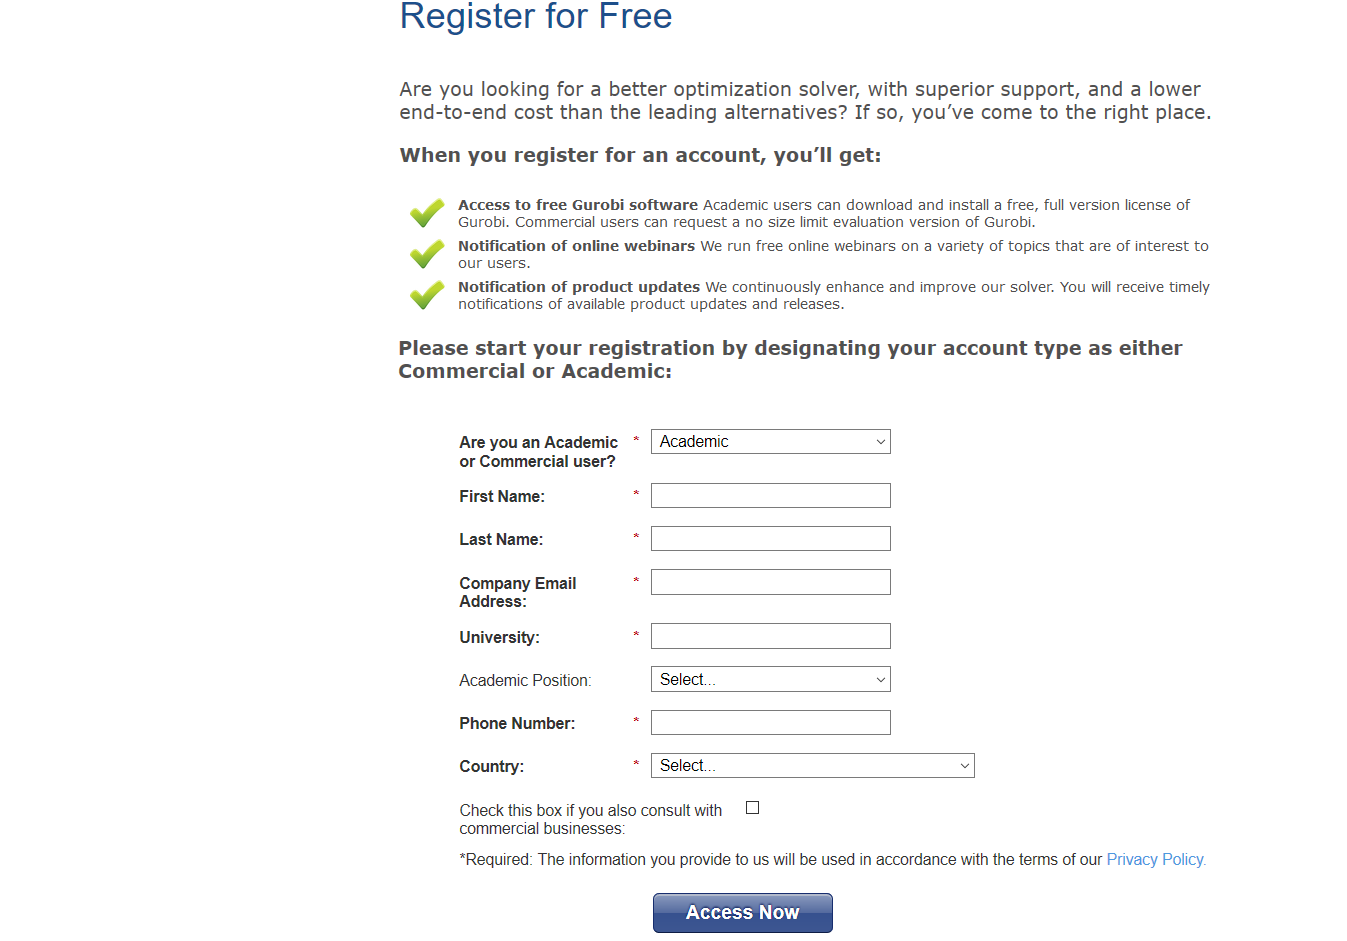 Register for Free
Are you looking for a better optimization solver, with superior support, and a lower
end-to-end cost than the leading alternatives? If so, you’ve come to the right place.
When you register for an account, you’ll get:
Access to free Gurobi software Academic users can download and install a free, full version license of
Gurobi. Commercial users can request a no size limit evaluation version of Gurobi.
Notification of online webinars We run free online webinars on a variety of topics that are of interest to
our users.
Notification of product updates We continuously enhance and improve our solver. You will receive timely
notifications of available product updates and releases.
Please start your registration by designating your account type as either
Commercial or Academic:
Are you an Academic * Academic
or Commercial user?
First Name: *
Last Name: *
Company Email *
Address:
University: *
Academic Position: Select...
Phone Number: *
Country: * Select...
Check this box if you also consult with
commercial businesses:
*Required: The information you provide to us will be used in accordance with the terms of our Privacy Policy.
Access Now